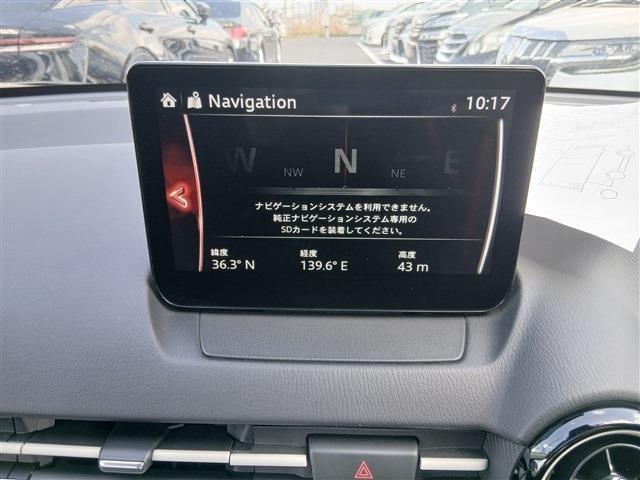 Navigation
10:17
W
NW
N
NE
E
ナビゲーションシステムを利用できません。
純正ナビゲーションシステム専用の
SDカードを装着してください。
緯度
経度
高度
36.3° N
139.6° E
43 m